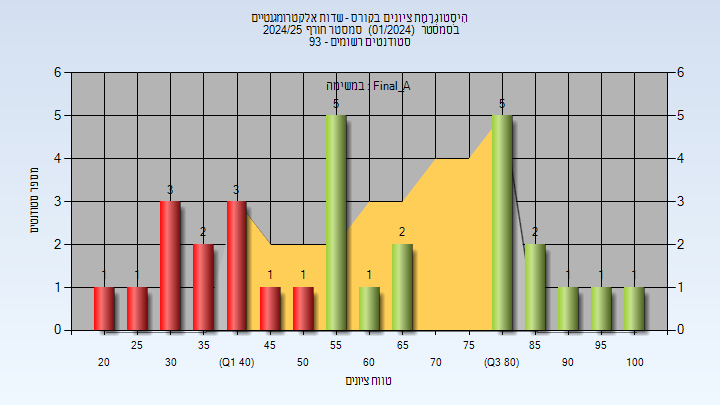 היסטוגרמת ציונים בקורס - שדות אלקטרומגנטיים
בסמסטר (01/2024) סמסטר חורף 2024/25
סטודנטים רשומים - 93
במשימה : Final_A
מספר סטודנטים
6 6
5 5
4 4
3 3
2 2
1 1
0 0
1 1 3 2 3 1 1 5 1 2 5 2 1 1 1
25 35 45 55 65 75 85 95
20 30 (Q1 40) 50 60 70 (Q3 80) 90 100
טווח ציונים